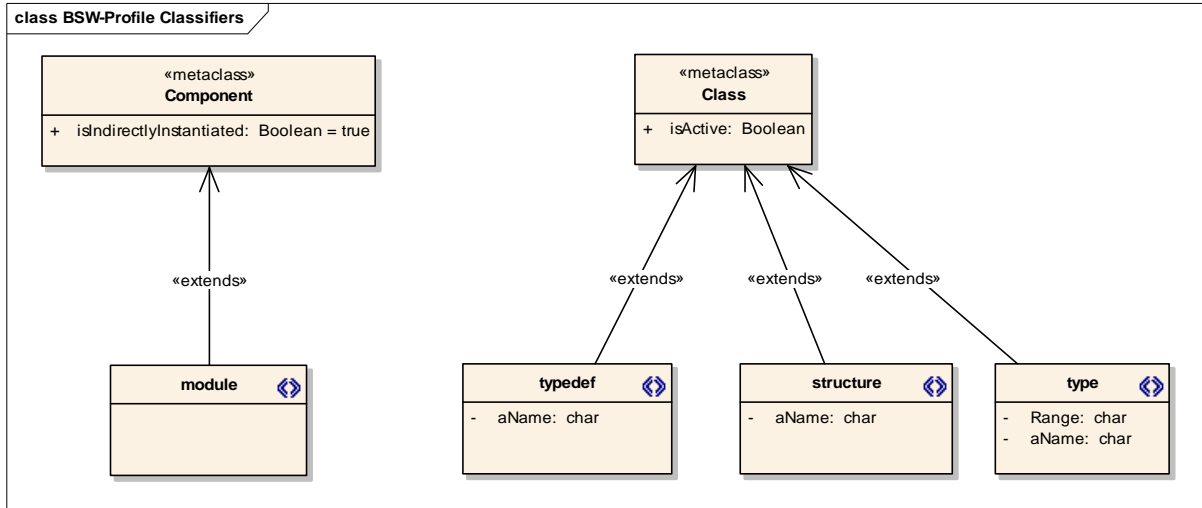 class BSW-Profile Classifiers
«metaclass»
Component
+ isIndirectlyInstantiated: Boolean = true
«metaclass»
Class
+ isActive: Boolean
«extends»
«extends»
«extends»
«extends»
module
typedef
- aName: char
structure
- aName: char
type
- Range: char
- aName: char